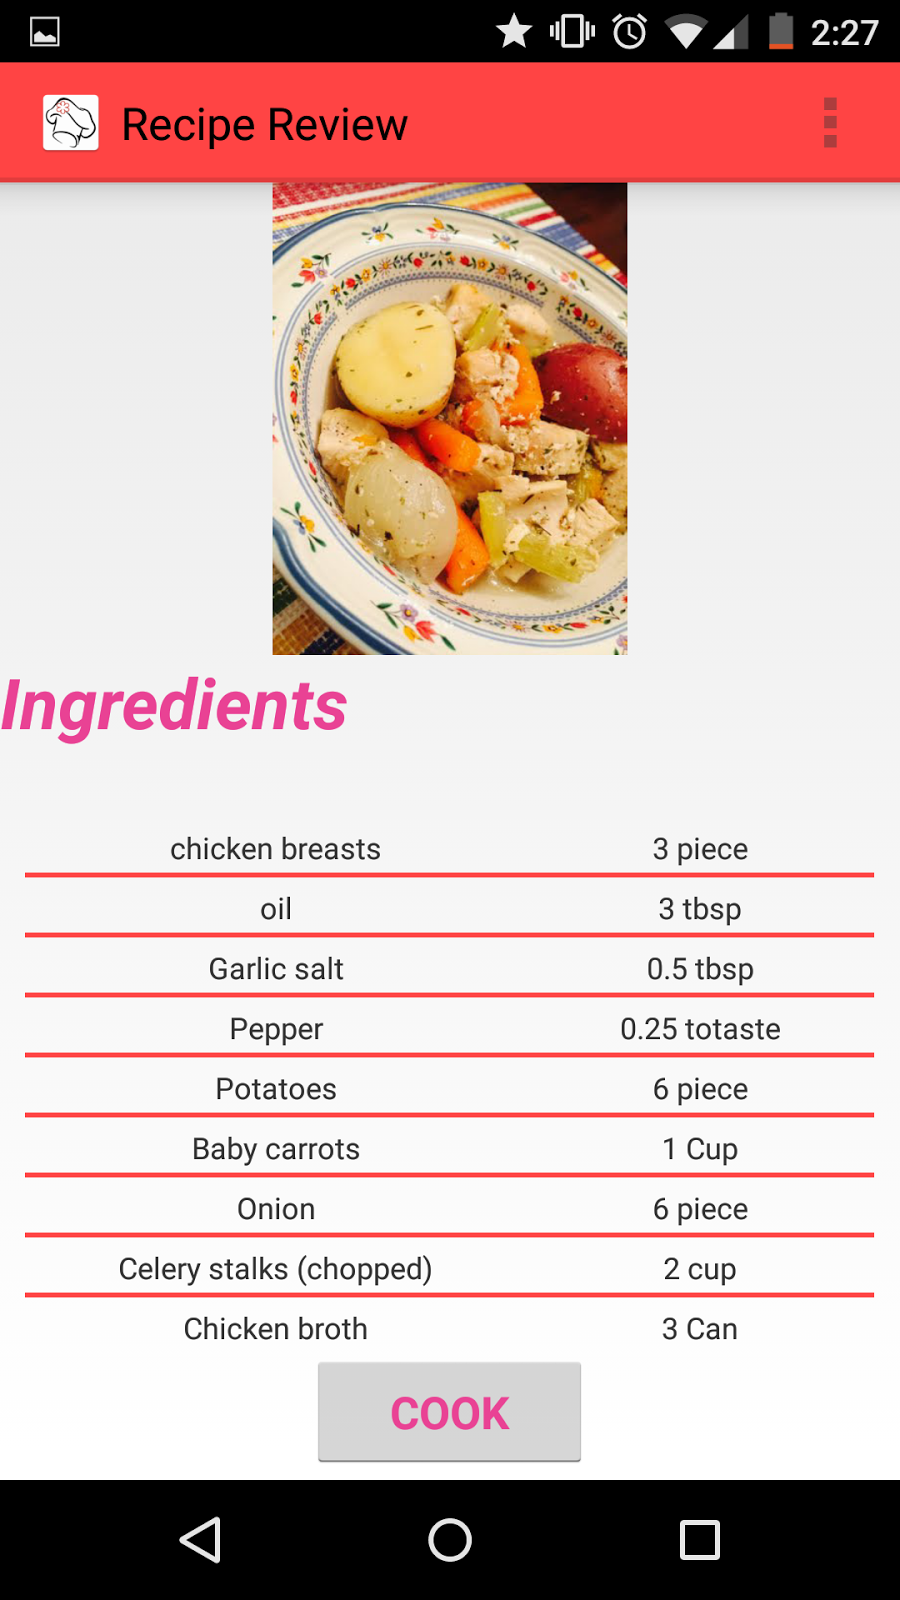 2:27
Recipe Review
Ingredients
chicken breasts 3 piece
oil 3 tbsp
Garlic salt 0.5 tbsp
Pepper 0.25 totaste
Potatoes 6 piece
Baby carrots 1 Cup
Onion 6 piece
Celery stalks (chopped) 2 cup
Chicken broth 3 Can
COOK